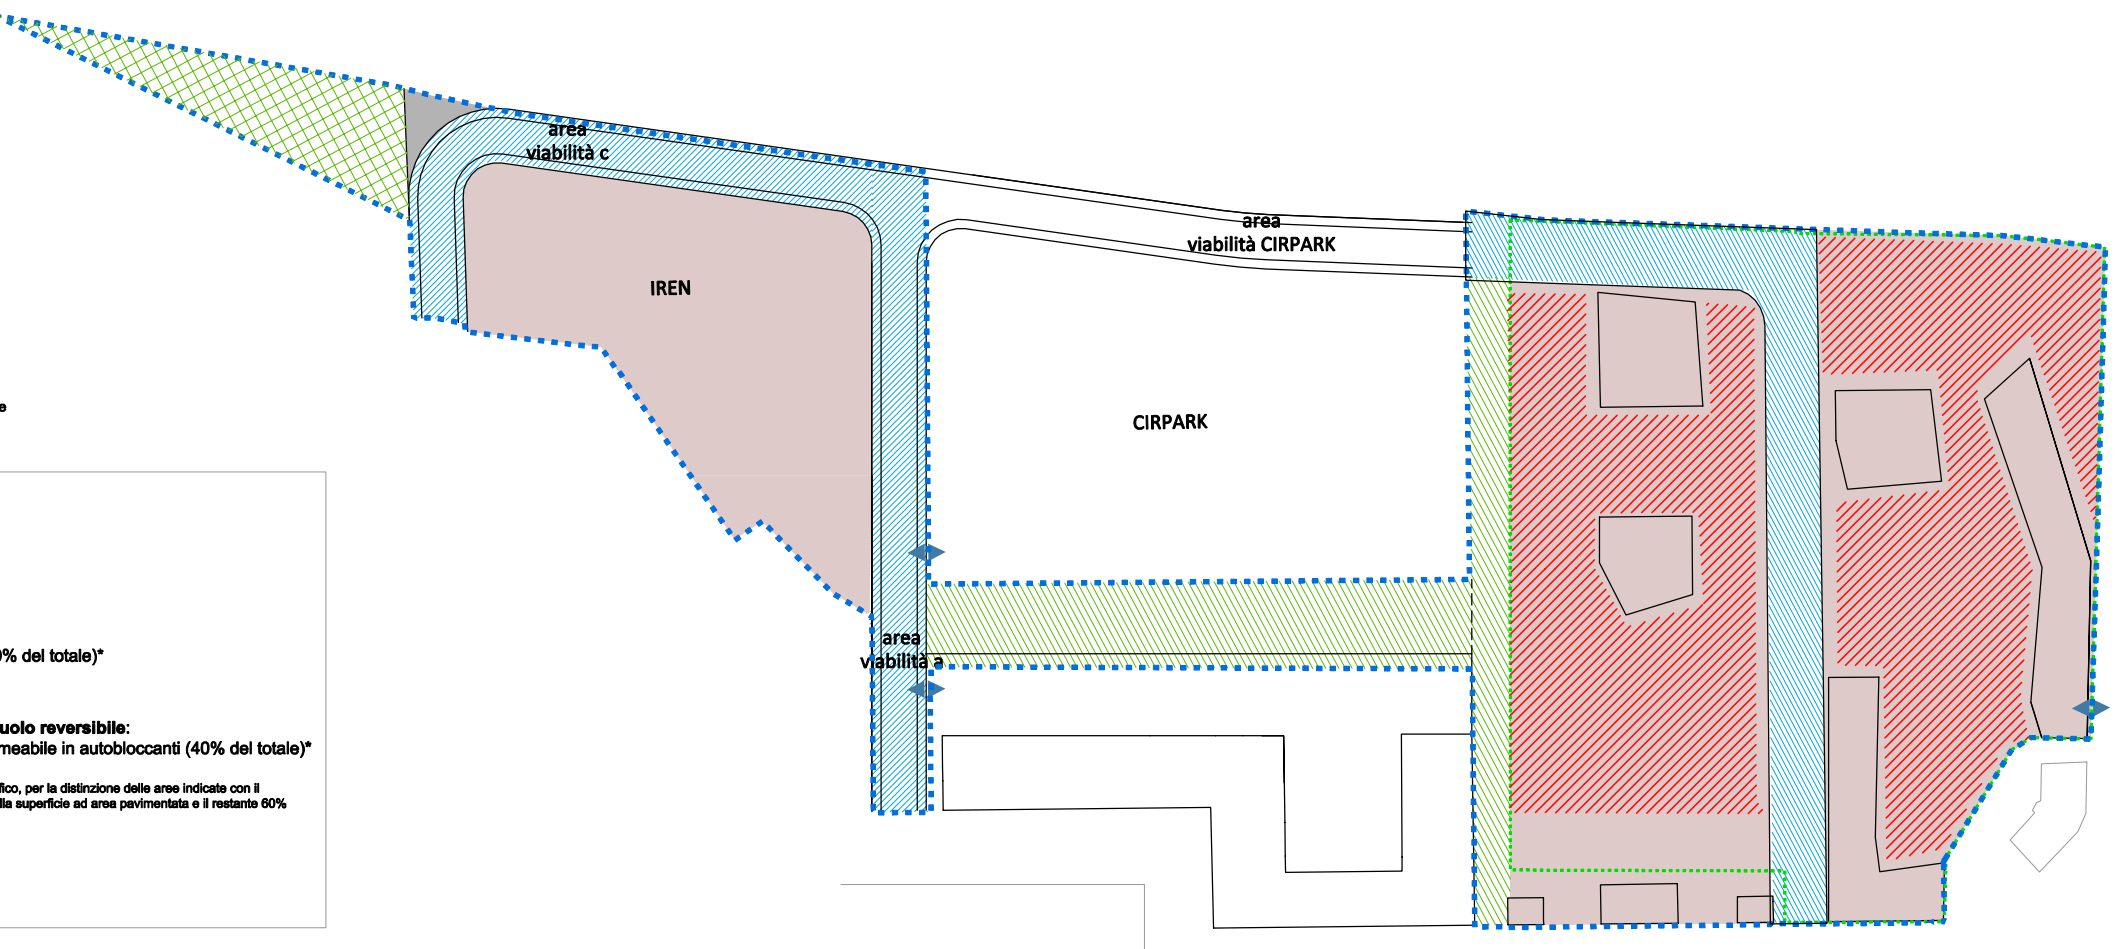 area
viabilità c
area
viabilità CIRPARK
IREN
CIRPARK
e
area
viabilità a
% del totale)*
uolo reversibile:
meabile in autobloccanti (40% del totale)*
fico, per la distinzione delle aree indicate con il
lla superficie ad area pavimentata e il restante 60%